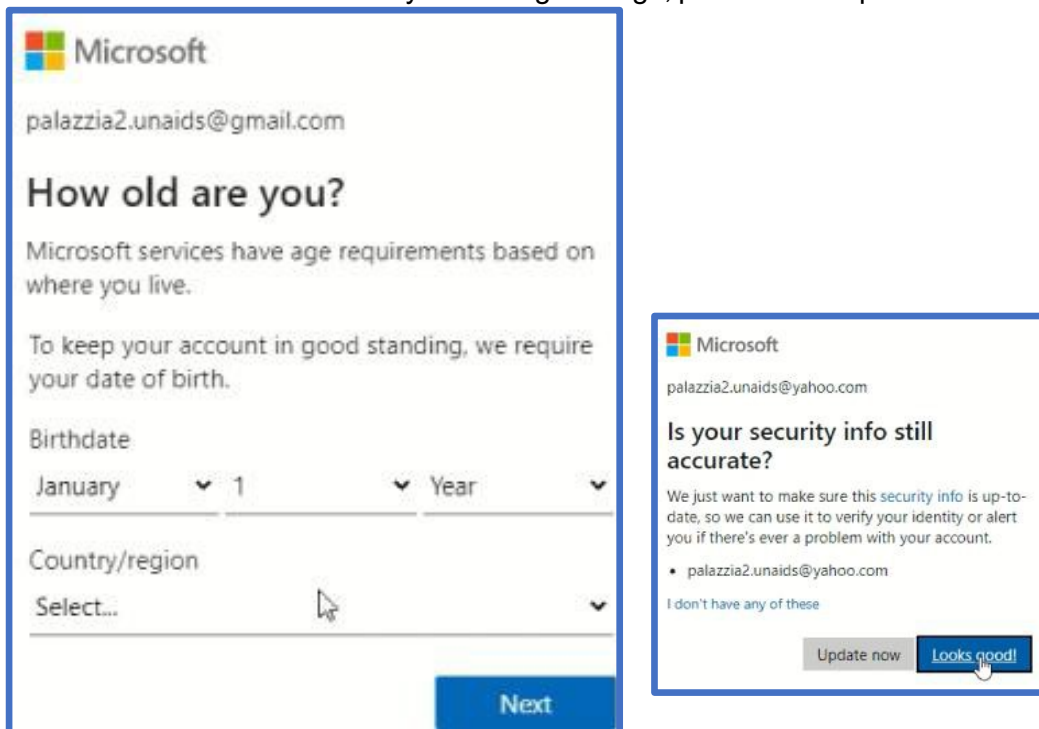 Microsoft
palazzia2.unaids@gmail.com
How old are you?
Microsoft services have age requirements based on
where you live.
To keep your account in good standing, we require
your date of birth.
Birthdate
January 1 Year
Country/region
Select...
Next
Microsoft
palazzia2.unaids@yahoo.com
Is your security info still
accurate?
We just want to make sure this security info is up-to-
date, so we can use it to verify your identity or alert
you if there's ever a problem with your account.
• palazzia2.unaids@yahoo.com
I don't have any of these
Update now Looks good!